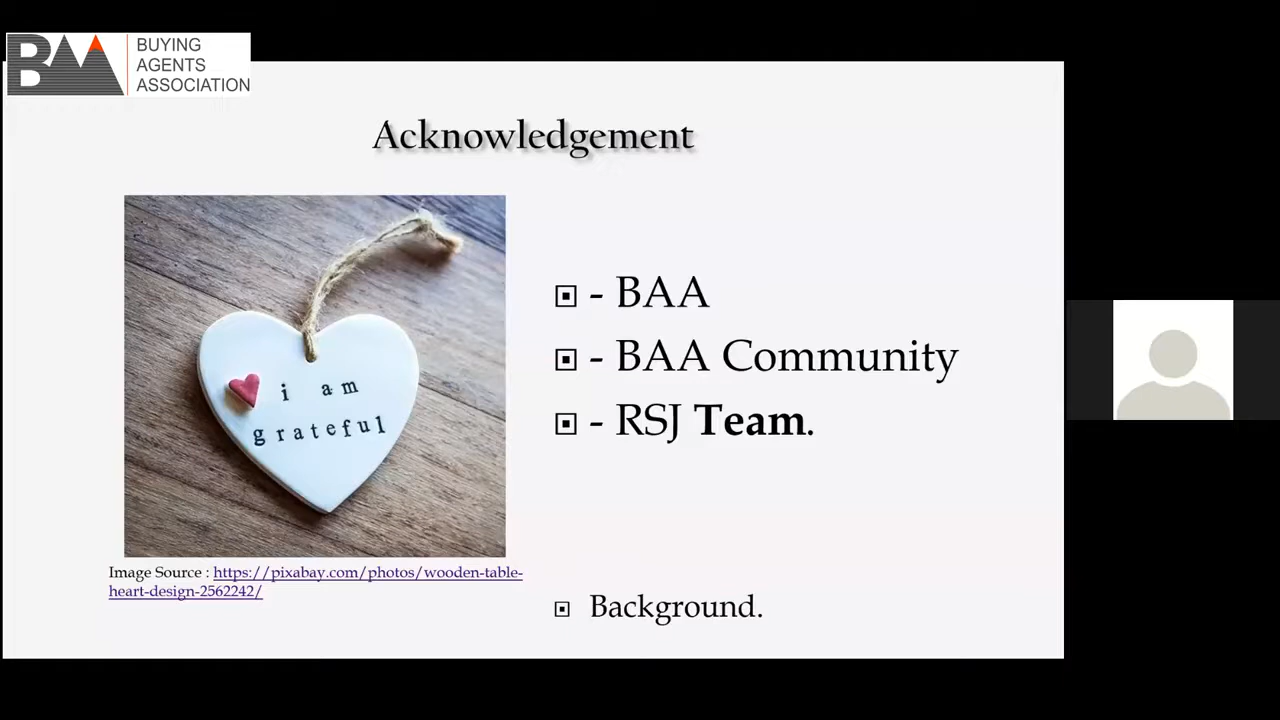 BAA
BUYING
AGENTS
ASSOCIATION
Acknowledgement
i am
grateful
Image Source : https://pixabay.com/photos/wooden-table-
heart-design-2562242/
- BAA
- BAA Community
- RSJ Team.
Background.